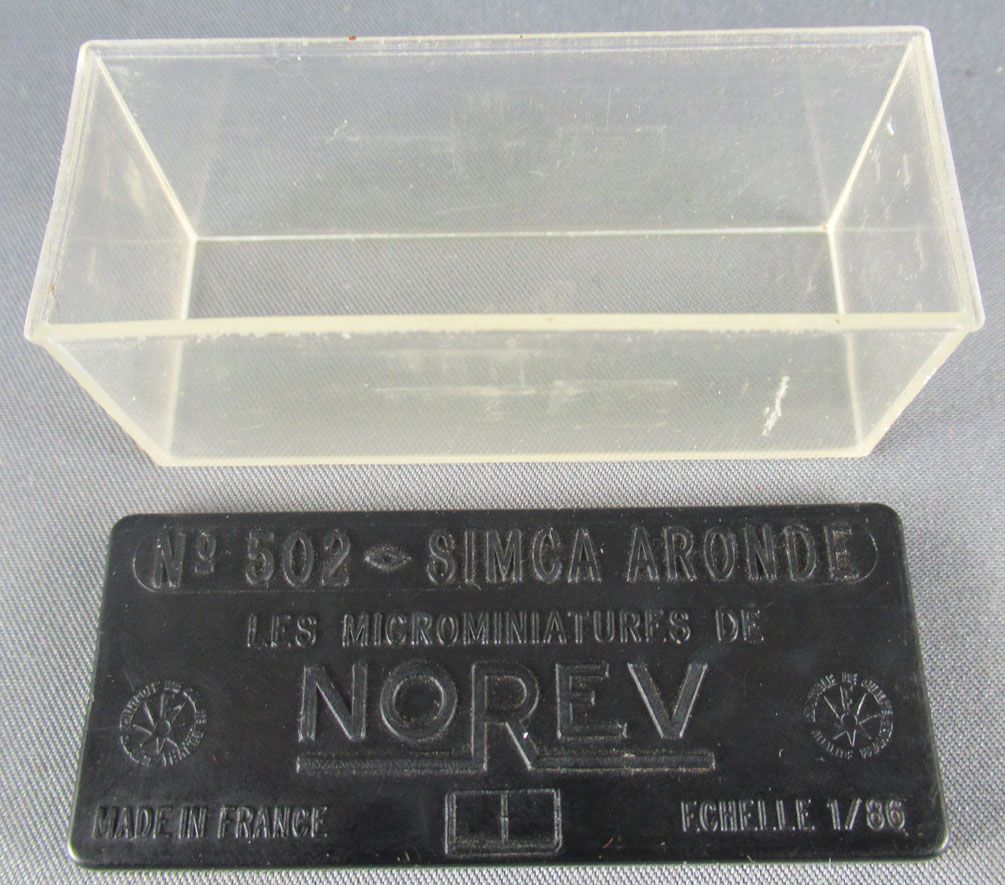 Nº 502 SIMCA ARONDE
LES MICROMINIATURES DE
NOREV
MADE IN FRANCE
ECHELLE 1/86